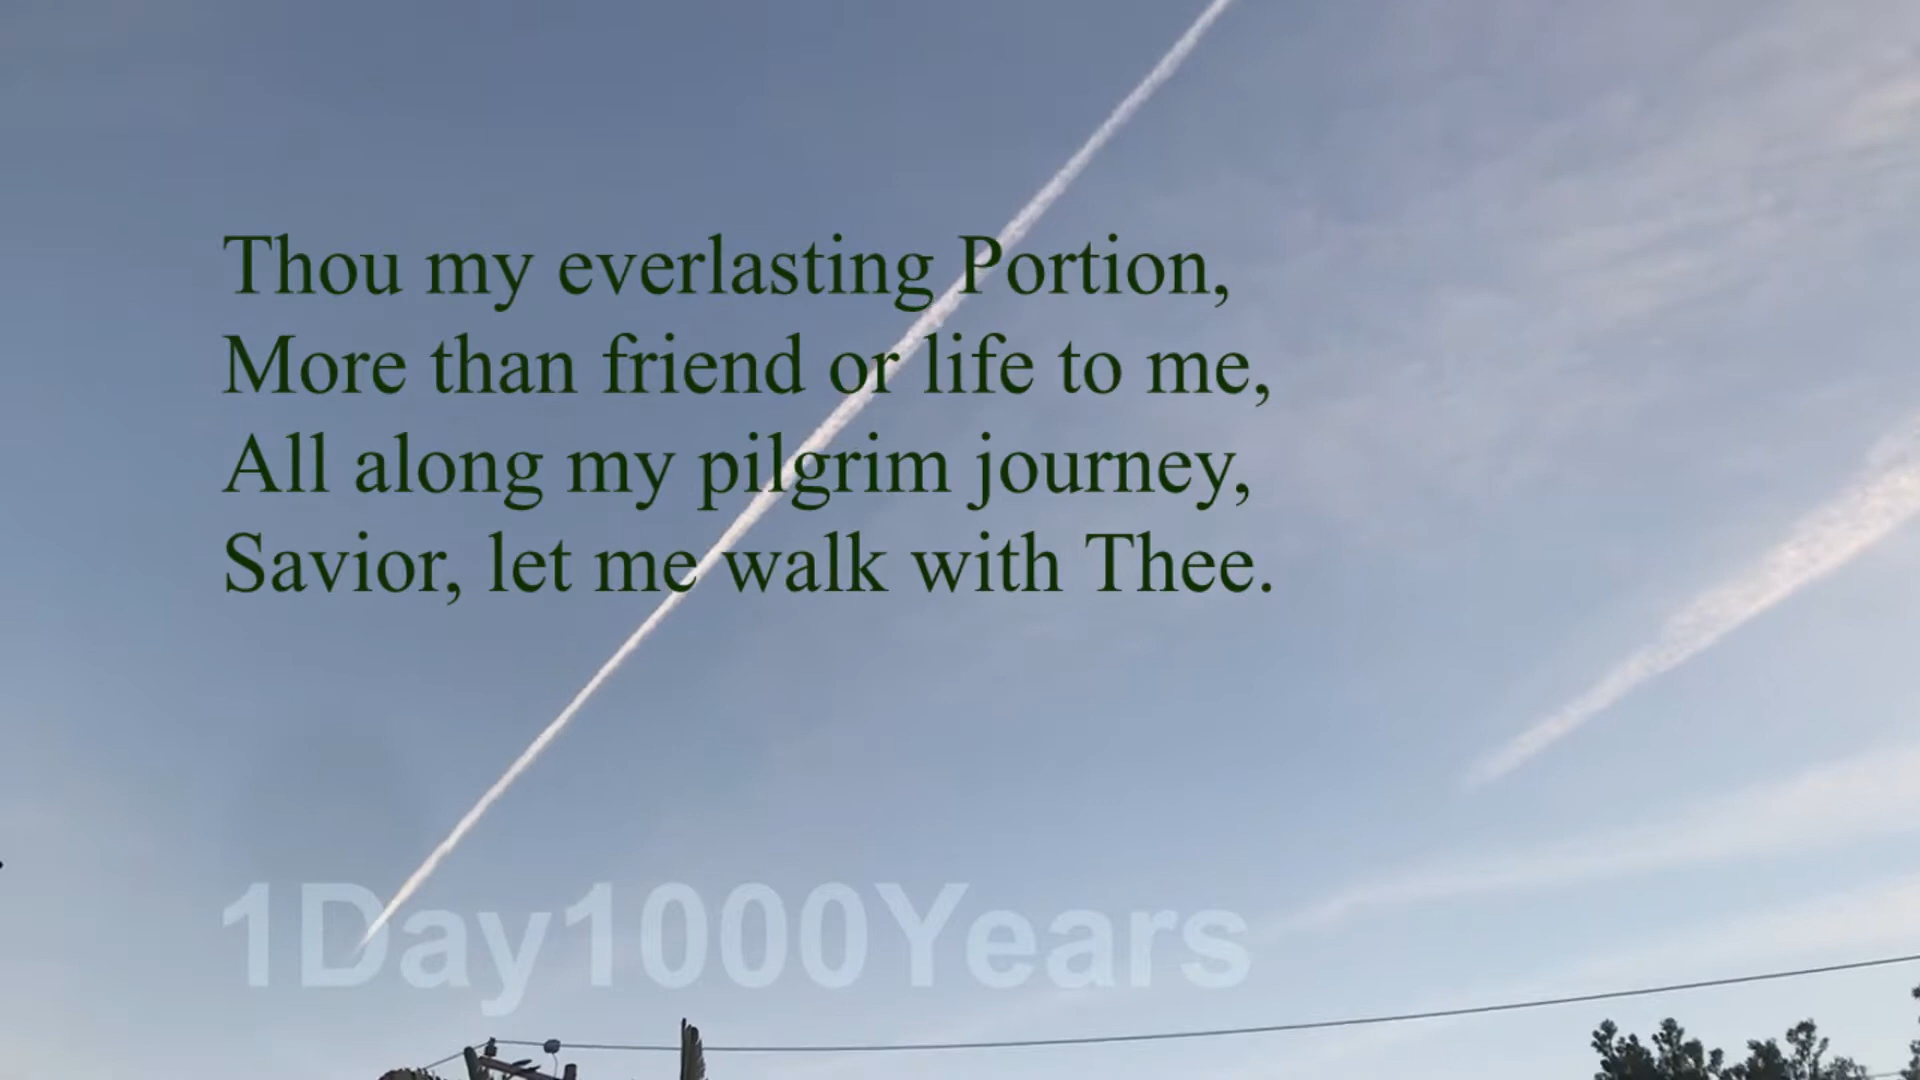 Thou my everlasting Portion,
More than friend or life to me,
All along my pilgrim journey,
Savior, let me walk with Thee.
1Day1000Years